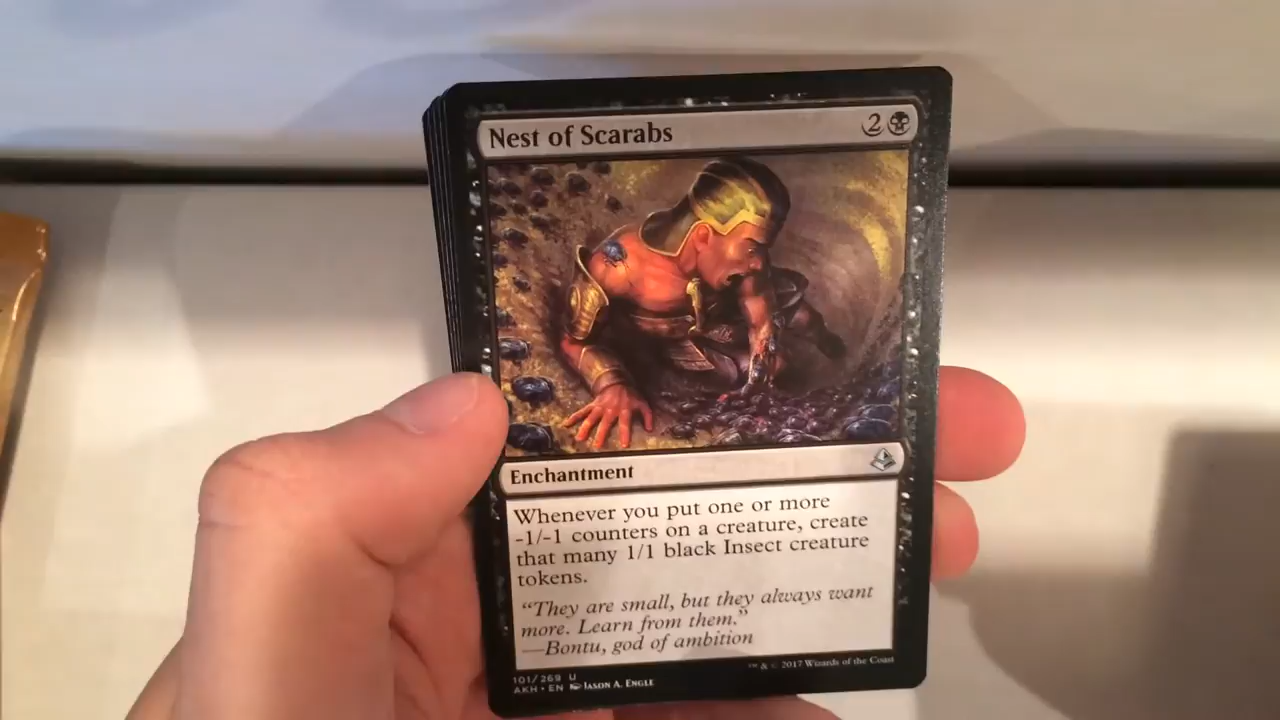 Nest of Scarabs 2
Enchantment
Whenever you put one or more
-1/-1 counters on a creature, create
that many 1/1 black Insect creature
tokens.
“They are small, but they always want
more. Learn from them.”
—Bontu, god of ambition
™ & © 2017 Wizards of the Coast
101/269 U
AKH • EN Jason A. Engle